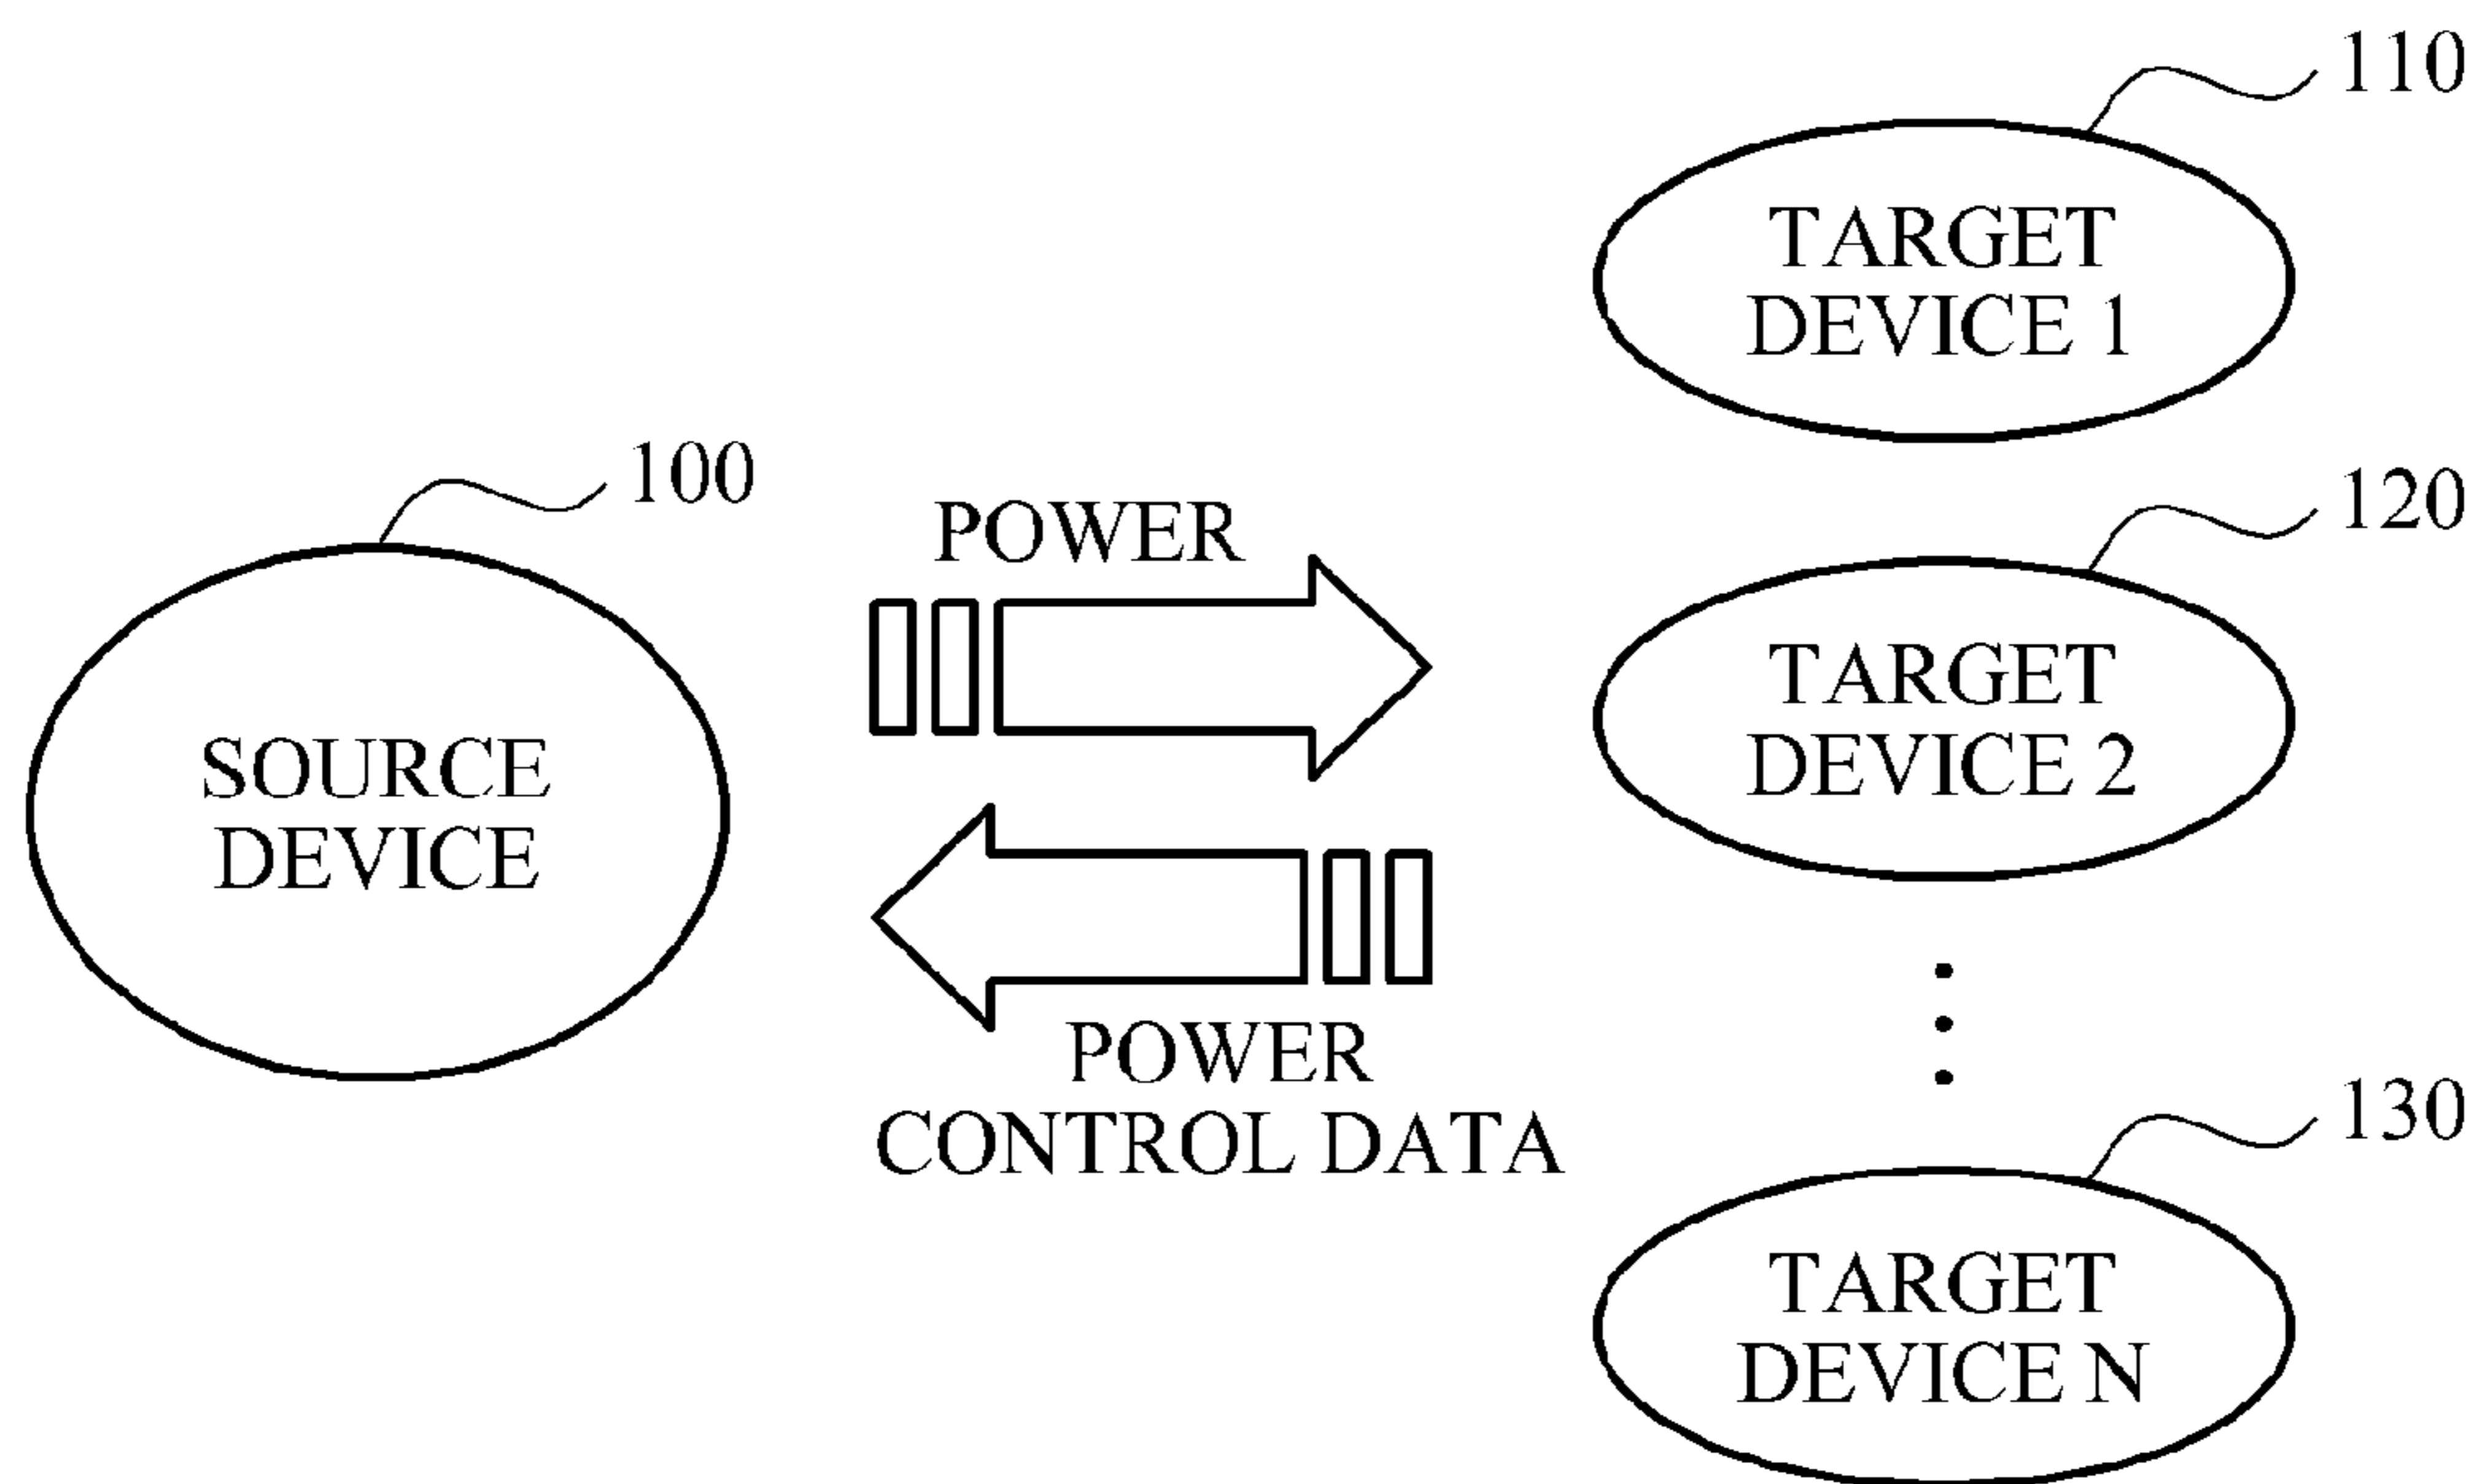 110
TARGET
DEVICE 1
100
POWER
120
TARGET
DEVICE 2
SOURCE
DEVICE
POWER
CONTROL DATA
130
TARGET
DEVICE N